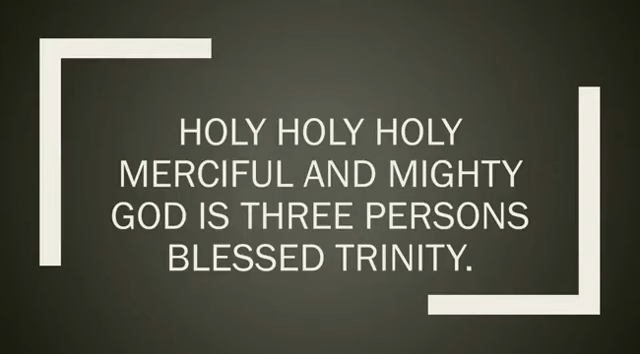 HOLY HOLY HOLY
MERCIFUL AND MIGHTY
GOD IS THREE PERSONS
BLESSED TRINITY.